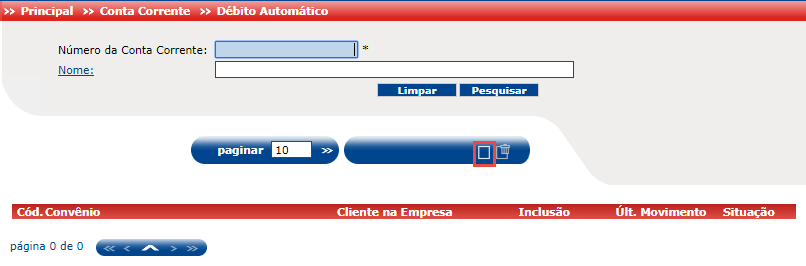 >> Principal >> Conta Corrente >> Débito Automático
Número da Conta Corrente: *
Nome:
Limpar Pesquisar
paginar 10 >>
Cód. Convênio Cliente na Empresa Inclusão Últ. Movimento Situação
página 0 de 0 << < > >>